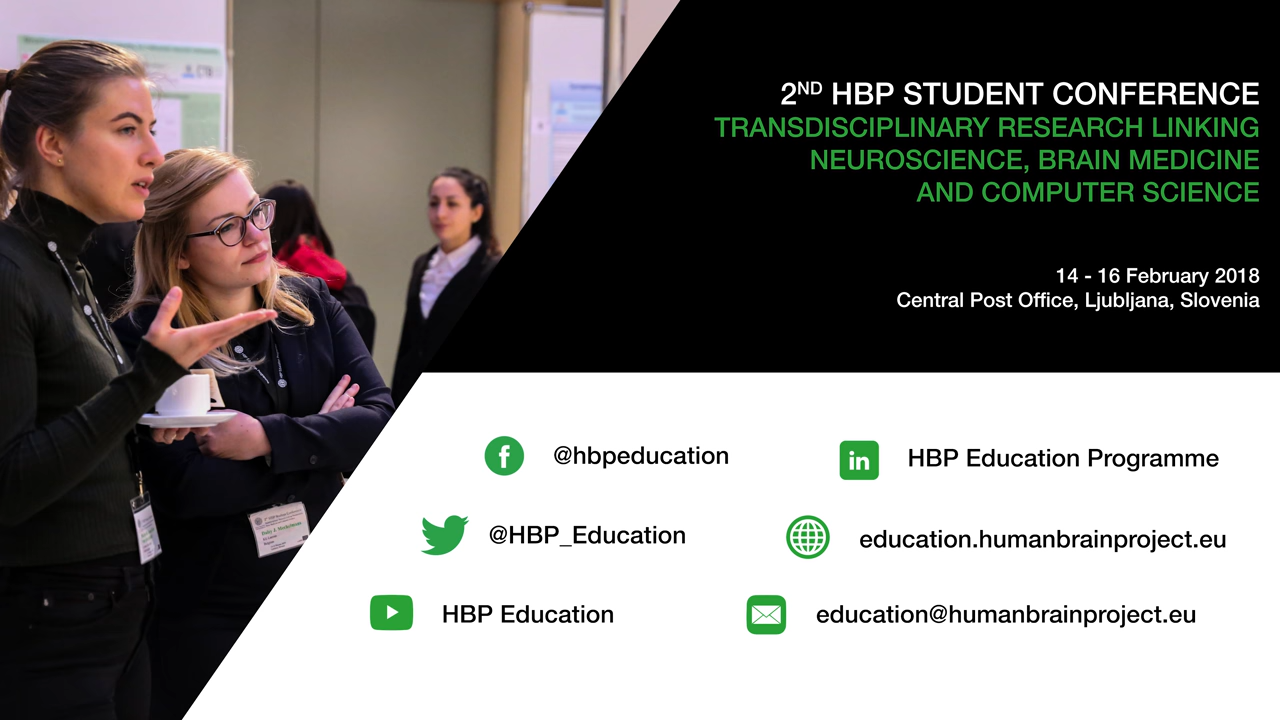 2ND HBP STUDENT CONFERENCE
TRANSDISCIPLINARY RESEARCH LINKING
NEUROSCIENCE, BRAIN MEDICINE
AND COMPUTER SCIENCE
14 - 16 February 2018
Central Post Office, Ljubljana, Slovenia
@hbpeducation
HBP Education Programme
@HBP_Education
education.humanbrainproject.eu
HBP Education
education@humanbrainproject.eu